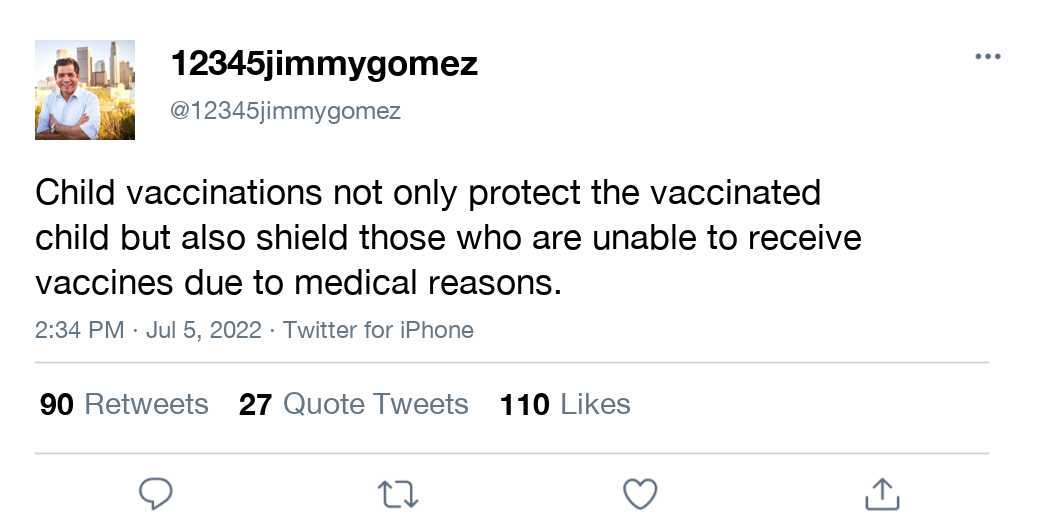 12345jimmygomez
@12345jimmygomez
Child vaccinations not only protect the vaccinated
child but also shield those who are unable to receive
vaccines due to medical reasons.
2:34 PM · Jul 5, 2022 · Twitter for iPhone
90 Retweets 27 Quote Tweets 110 Likes